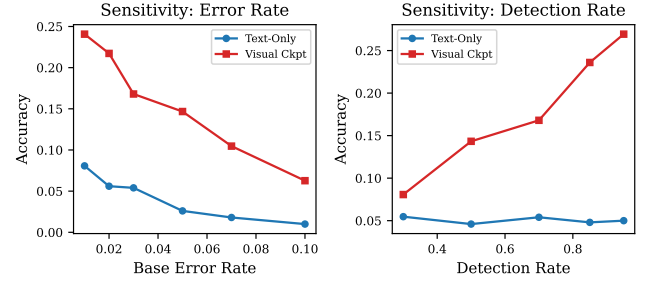 Sensitivity: Error Rate
Text-Only
Visual Ckpt
Accuracy
0.25
0.20
0.15
0.10
0.05
0.00
0.02 0.04 0.06 0.08 0.10
Base Error Rate
Sensitivity: Detection Rate
Text-Only
Visual Ckpt
Accuracy
0.25
0.20
0.15
0.10
0.05
0.4 0.6 0.8
Detection Rate